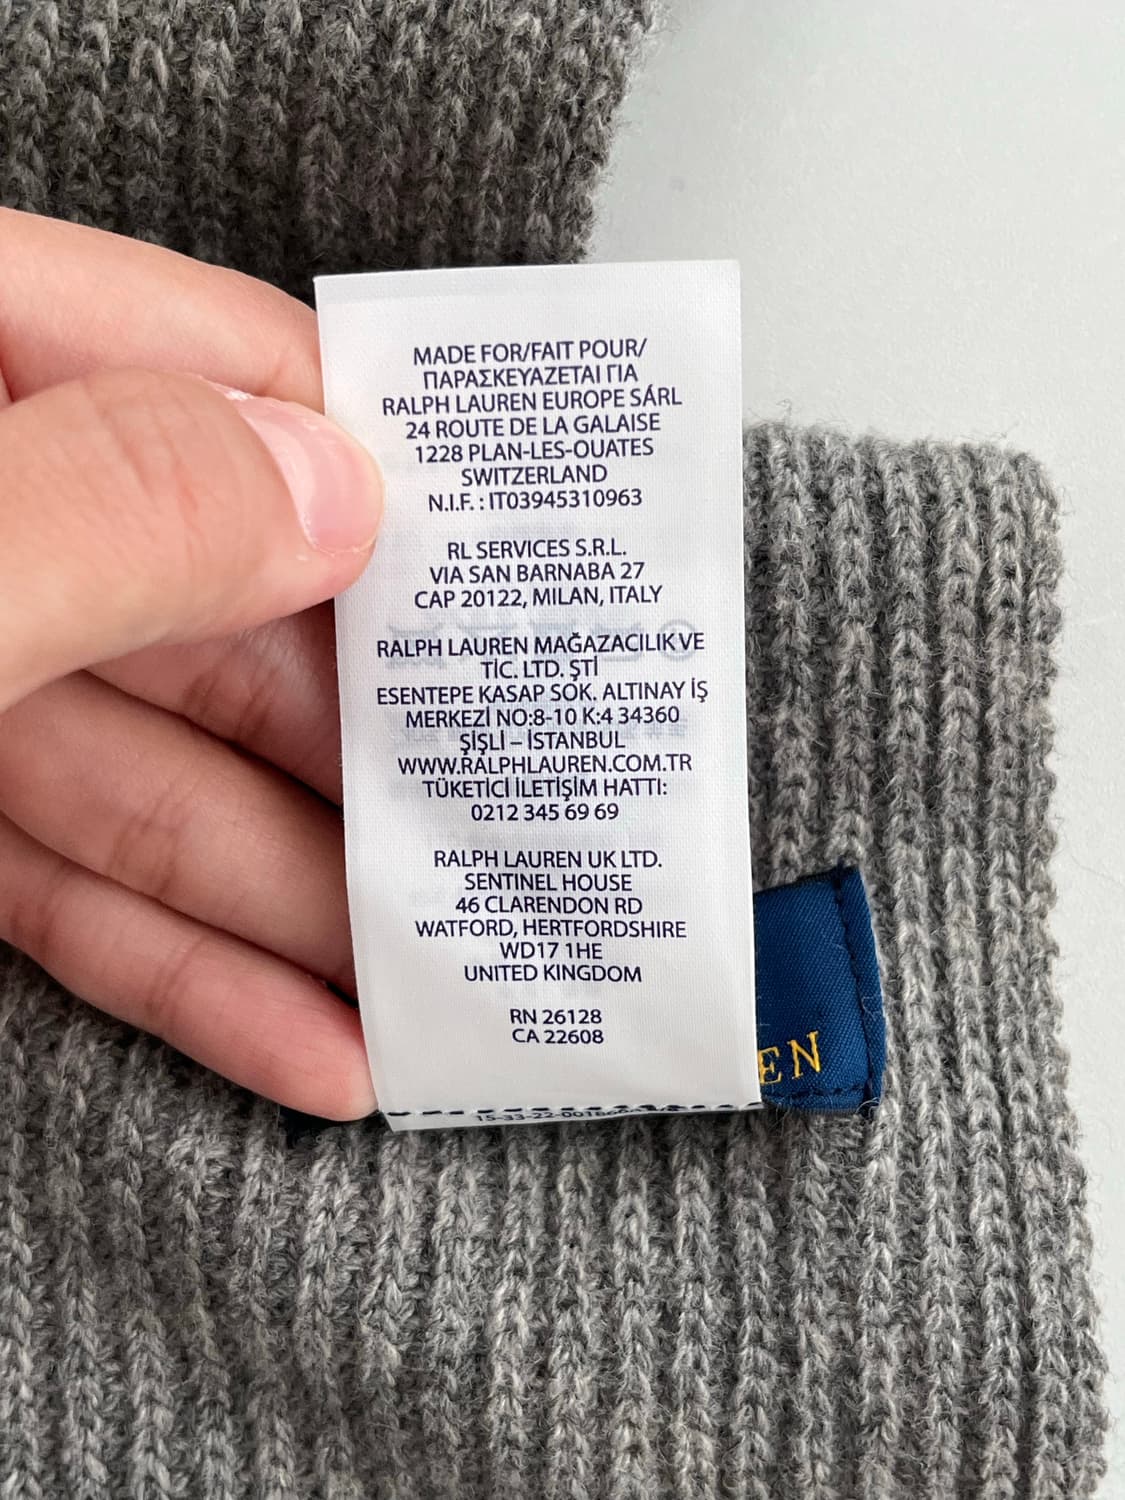 MADE FOR/FAIT POUR/
ΠΑΡΑΣΚΕΥΑΖΕΤΑΙ ΓΙΑ
RALPH LAUREN EUROPE SÁRL
24 ROUTE DE LA GALAISE
1228 PLAN-LES-OUATES
SWITZERLAND
N.I.F. : IT03945310963
RL SERVICES S.R.L.
VIA SAN BARNABA 27
CAP 20122, MILAN, ITALY
RALPH LAUREN MAĞAZACILIK VE
TİC. LTD. ŞTİ
ESENTEPE KASAP SOK. ALTINAY İŞ
MERKEZİ NO:8-10 K:4 34360
ŞİŞLİ – İSTANBUL
WWW.RALPHLAUREN.COM.TR
TÜKETİCİ İLETİŞİM HATTI:
0212 345 69 69
RALPH LAUREN UK LTD.
SENTINEL HOUSE
46 CLARENDON RD
WATFORD, HERTFORDSHIRE
WD17 1HE
UNITED KINGDOM
RN 26128
CA 22608
EN